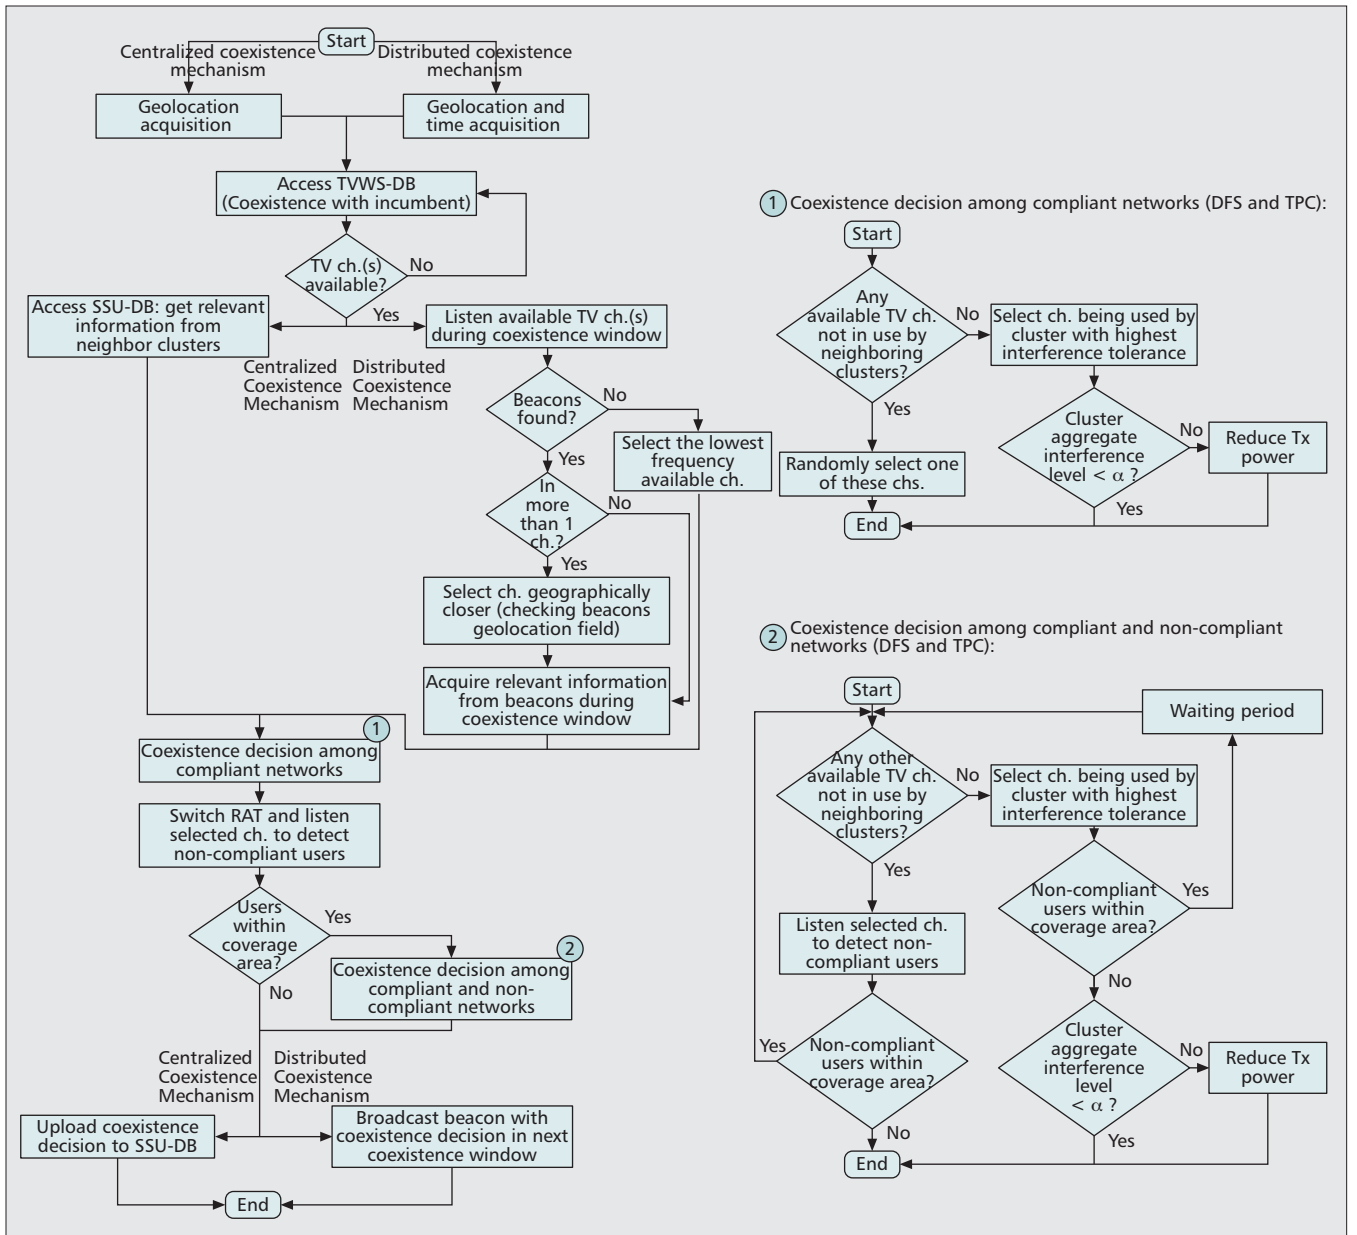 Start
Centralized coexistence
mechanism
Distributed coexistence
mechanism
Geolocation
acquisition
Geolocation and
time acquisition
Access TVWS-DB
(Coexistence with incumbent)
TV ch.(s)
available?
No
Yes
Access SSU-DB: get relevant
information from
neighbor clusters
Listen available TV ch.(s)
during coexistence window
Centralized
Coexistence
Mechanism
Distributed
Coexistence
Mechanism
Beacons
found?
No
Yes
Select the lowest
frequency
available ch.
In
more
than 1
ch.?
No
Yes
Select ch. geographically
closer (checking beacons
geolocation field)
Acquire relevant information
from beacons during
coexistence window
1
Coexistence decision among
compliant networks
Switch RAT and listen
selected ch. to detect
non-compliant users
Users
within
coverage
area?
Yes
No
2
Coexistence decision among
compliant and non-
compliant networks
Centralized
Coexistence
Mechanism
Distributed
Coexistence
Mechanism
Upload coexistence
decision to SSU-DB
Broadcast beacon with
coexistence decision in next
coexistence window
End
1 Coexistence decision among compliant networks (DFS and TPC):
Start
Any
available TV ch.
not in use by
neighboring
clusters?
No
Yes
Select ch. being used by
cluster with highest
interference tolerance
Cluster
aggregate
interference
level < α ?
No
Yes
Reduce Tx
power
Randomly select one
of these chs.
End
2 Coexistence decision among compliant and non-compliant
networks (DFS and TPC):
Start
Waiting period
Any other
available TV ch.
not in use by
neighboring
clusters?
No
Yes
Select ch. being used by
cluster with highest
interference tolerance
Non-compliant
users within
coverage area?
Yes
No
Listen selected ch.
to detect non-
compliant users
Non-compliant
users within
coverage area?
Yes
No
Cluster
aggregate
interference
level
< α ?
No
Yes
Reduce Tx
power
End